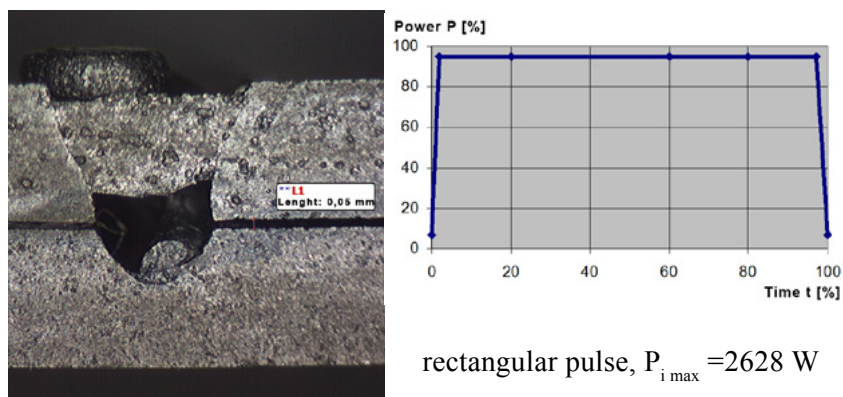 **L1
Lenght: 0,05 mm
Power P [%]
100
80
60
40
20
0
0 20 40 60 80 100
Time t [%]
rectangular pulse, P i max =2628 W